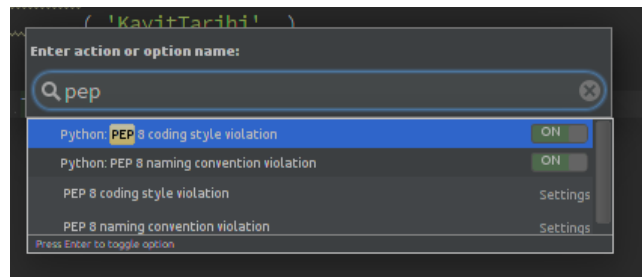 ( 'KayitTarihi' )
Enter action or option name:
pep
Python: PEP 8 coding style violation ON
Python: PEP 8 naming convention violation ON
PEP 8 coding style violation Settings
PEP 8 naming convention violation Settings
Press Enter to toggle option